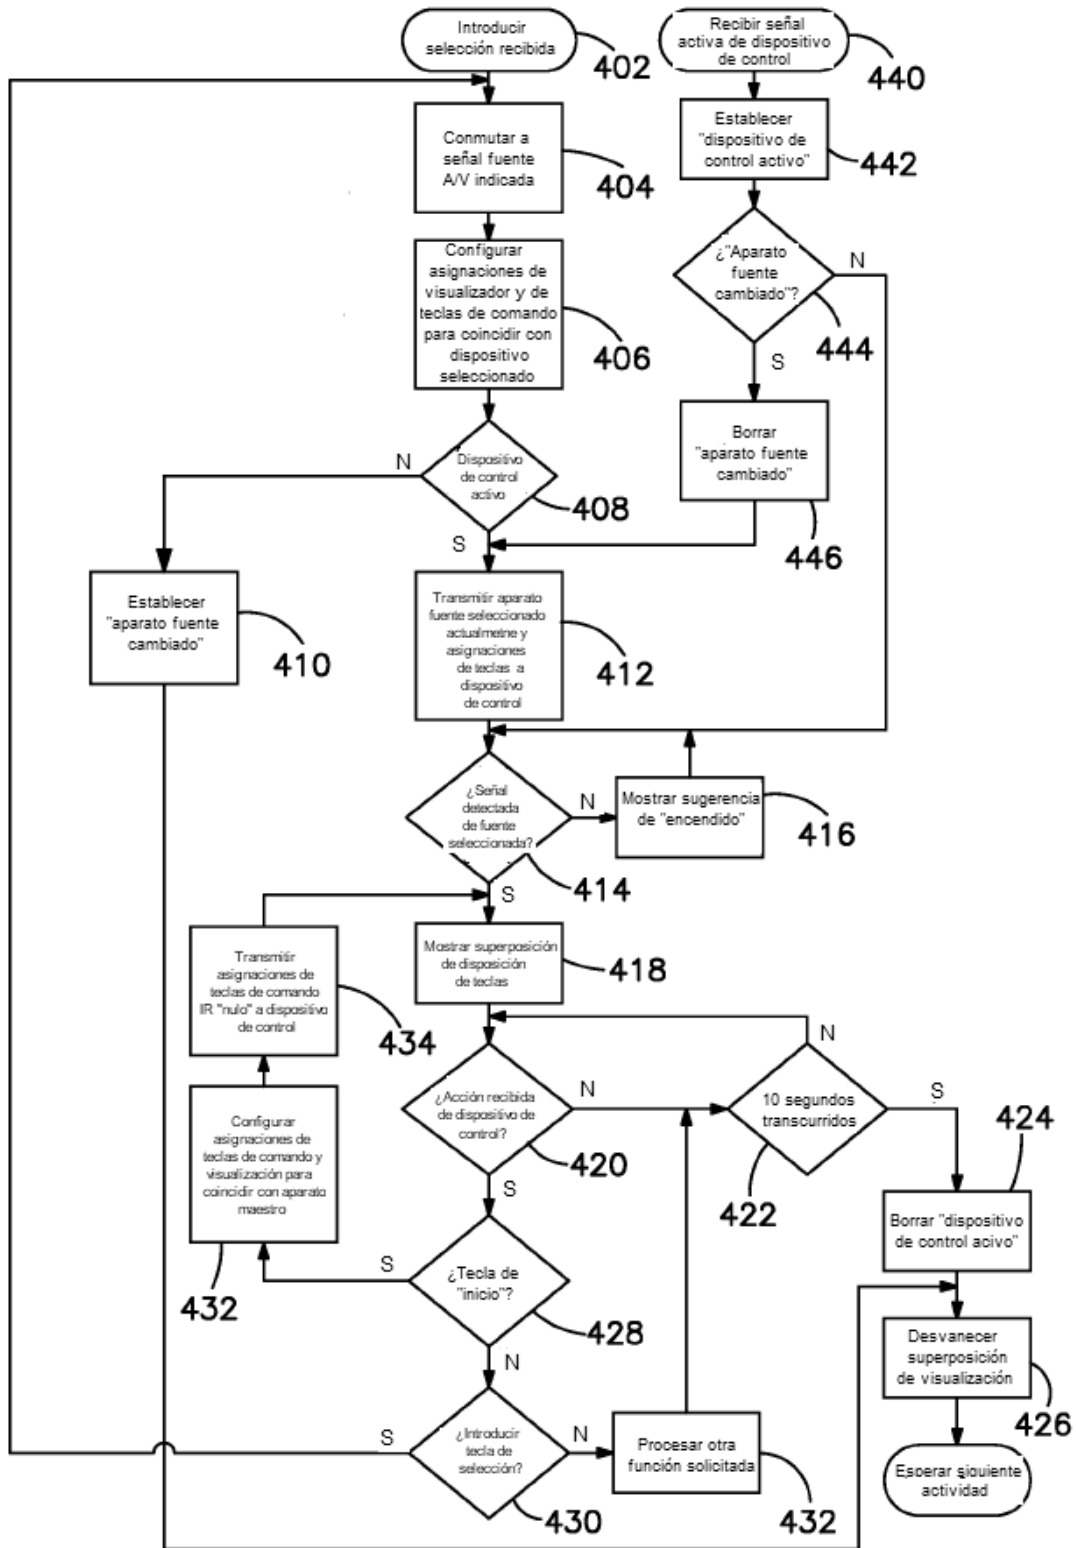 Introducir
selección recibida
402
Recibir señal
activa de dispositivo
de control
440
Conmutar a
señal fuente
A/V indicada
404
Establecer
"dispositivo de
control activo"
442
Configurar
asignaciones de
visualizador y de
teclas de comando
para coincidir con
dispositivo
seleccionado
406
¿"Aparato
fuente
cambiado"?
N
444
S
Dispositivo
de control
activo
N
408
S
Borrar
"aparato fuente
cambiado"
446
Establecer
"aparato fuente
cambiado"
410
Transmitir aparato
fuente seleccionado
actualmetne y
asignaciones
de teclas a
dispositivo
de control
412
¿Señal
detectada
de fuente
seleccionada?
N
414
S
Mostrar sugerencia
de "encendido"
416
Transmitir
asignaciones de
teclas de comando
IR "nulo" a dispositivo
de control
434
Mostrar superposición
de disposición
de teclas
418
¿Acción recibida
de dispositivo de
control?
N
420
S
10 segundos
transcurridos
N
S
422
424
Configurar
asignaciones de
teclas de comando y
visualización para
coincidir con aparato
maestro
432
Borrar "dispositivo
de control acivo"
¿Tecla de
"inicio"?
S
428
N
Desvanecer
superposición
de visualización
426
¿Introducir
tecla de
selección?
S
N
430
Procesar otra
función solicitada
432
Esperar siguiente
actividad